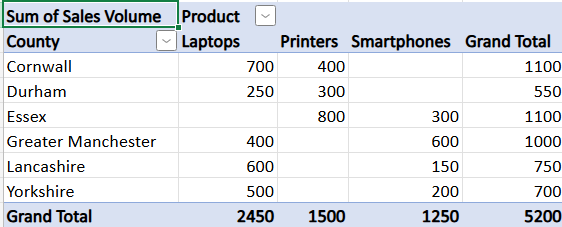 Sum of Sales Volume Product
County Laptops Printers Smartphones Grand Total
Cornwall 700 400 1100
Durham 250 300 550
Essex 800 300 1100
Greater Manchester 400 600 1000
Lancashire 600 150 750
Yorkshire 500 200 700
Grand Total 2450 1500 1250 5200